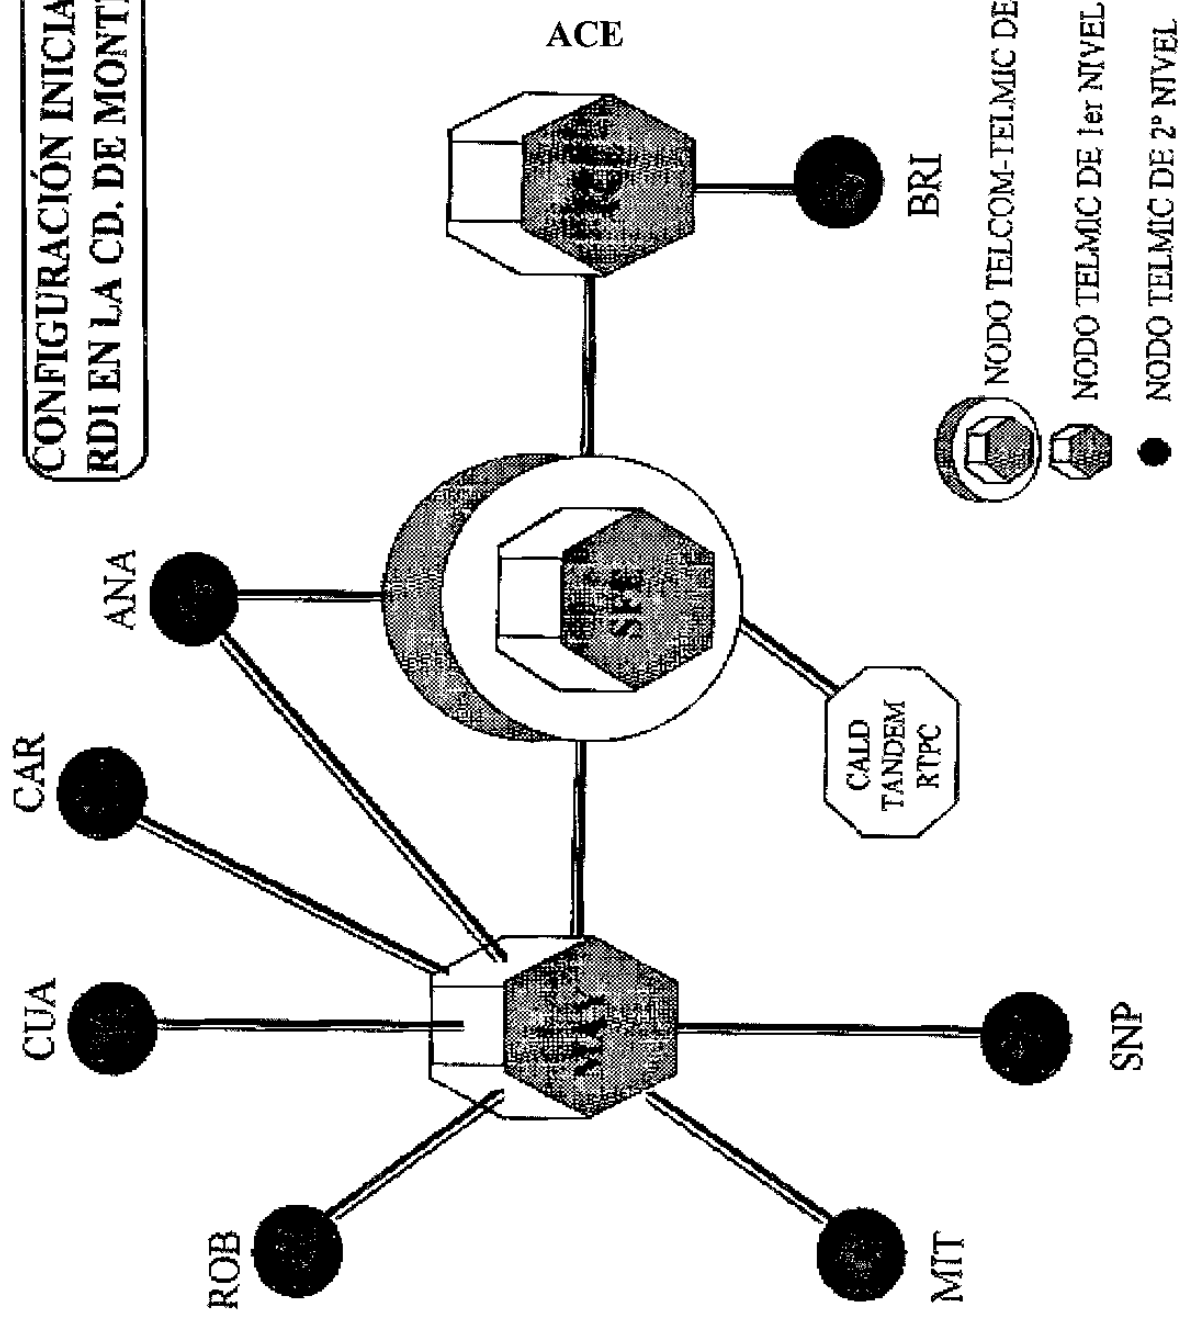 CONFIGURACIÓN INICIA
RDI EN LA CD. DE MONT
ACE
ANA
CAR
CUA
ROB
MAY
SFE
BRI
CALD
TANDEM
RTPC
MIT
SNP
NODO TELCOM-TELMIC DE
NODO TELMIC DE 1er NIVEL
NODO TELMIC DE 2º NIVEL